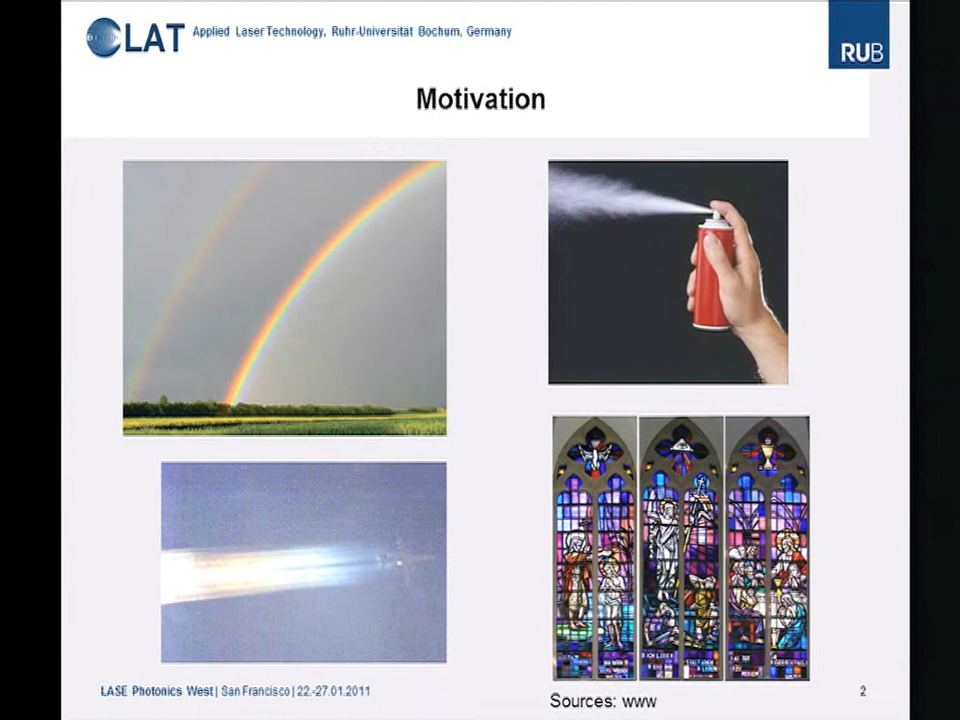 LAT
Applied Laser Technology, Ruhr-Universität Bochum, Germany
RUB
Motivation
LASE Photonics West | San Francisco | 22.-27.01.2011
Sources: www
2